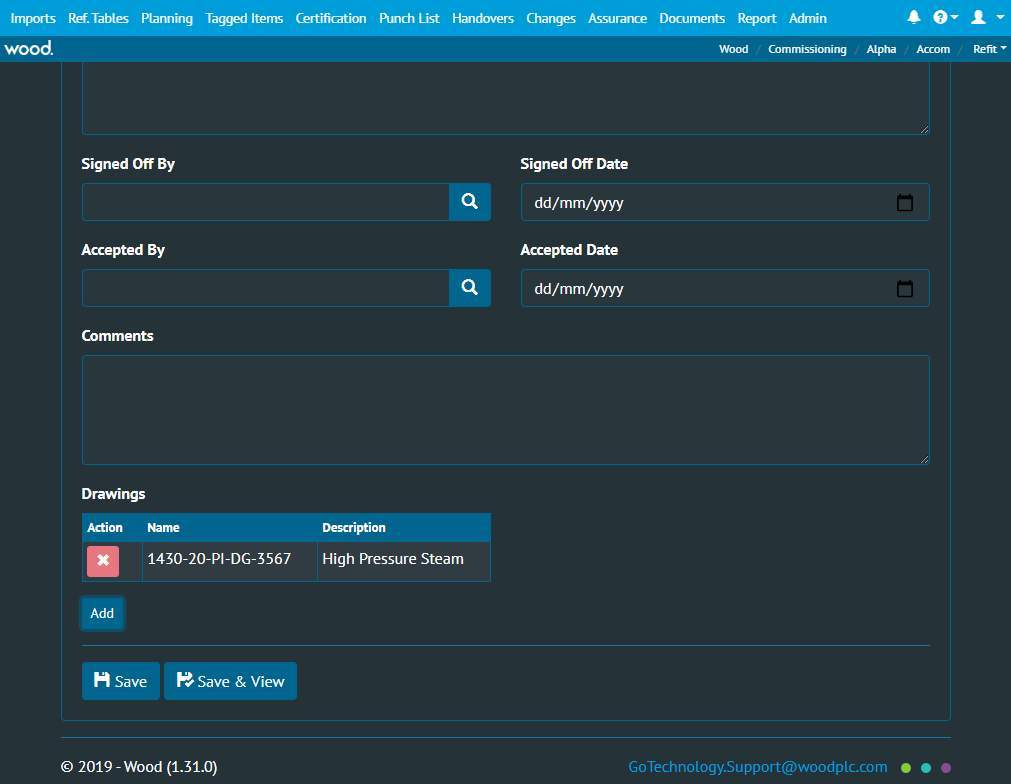 Imports Ref. Tables Planning Tagged Items Certification Punch List Handovers Changes Assurance Documents Report Admin
wood. Wood / Commissioning / Alpha / Accom / Refit
Signed Off By Signed Off Date
dd/mm/yyyy
Accepted By Accepted Date
dd/mm/yyyy
Comments
Drawings
Action Name Description
1430-20-PI-DG-3567 High Pressure Steam
Add
Save Save & View
© 2019 - Wood (1.31.0) GoTechnology.Support@woodplc.com